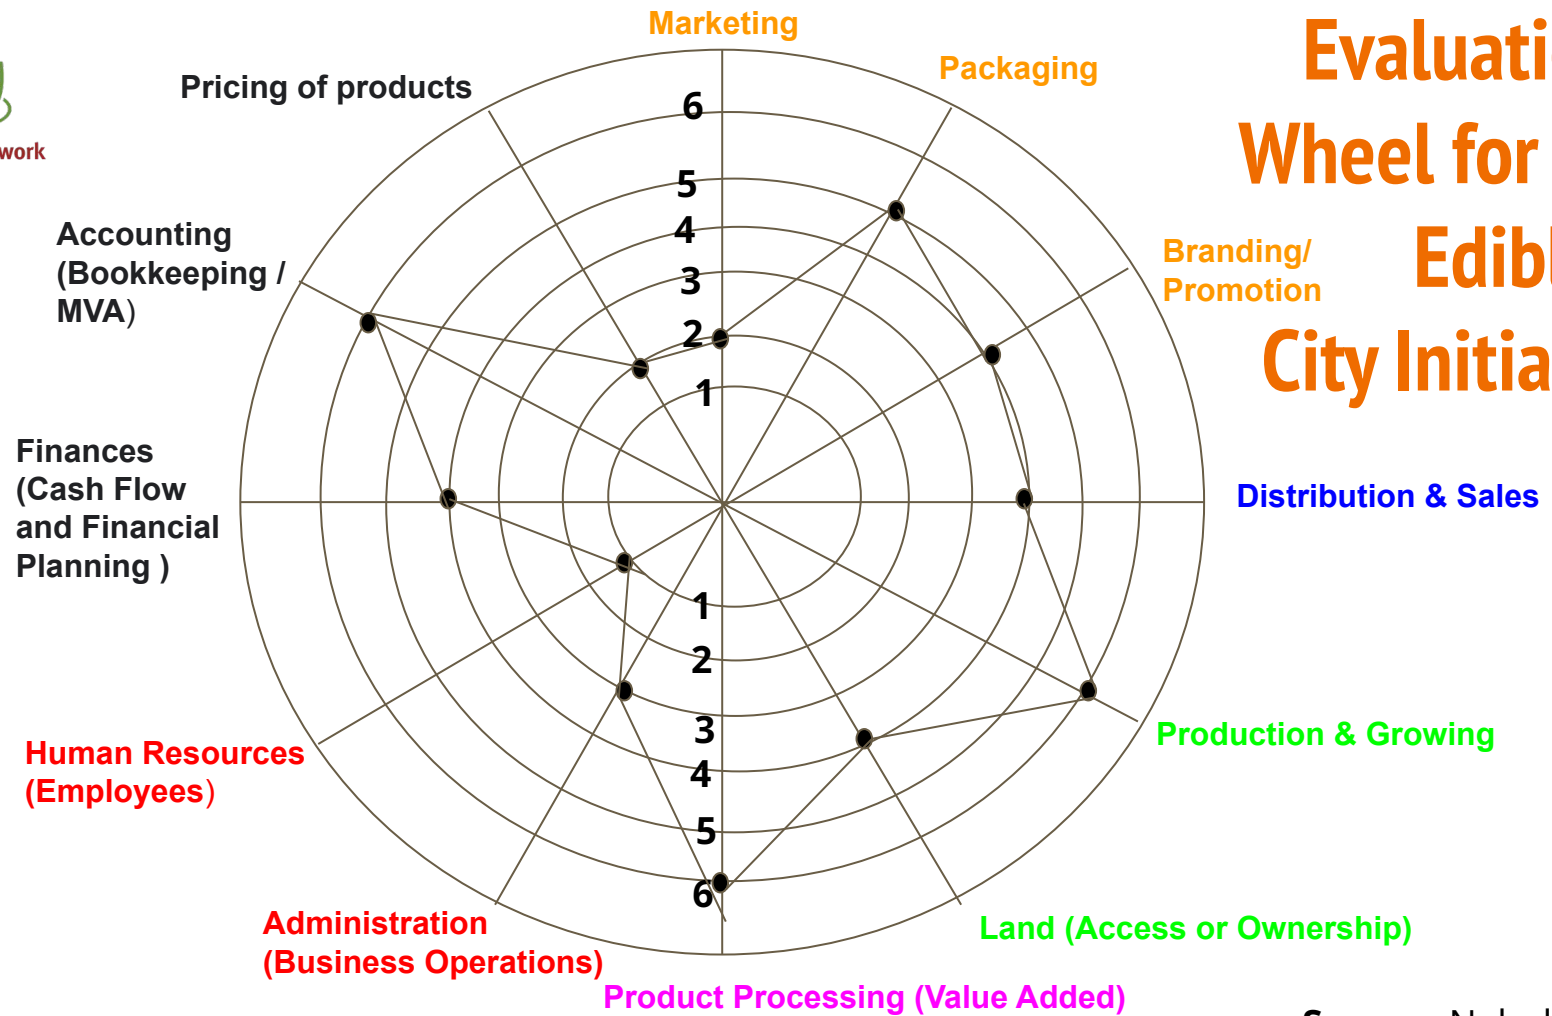 Marketing
Packaging
Pricing of products
work
Evaluati
Wheel for
Edibl
City Initia
Accounting
(Bookkeeping /
MVA)
Branding/
Promotion
6
5
4
3
2
1
Finances
(Cash Flow
and Financial
Planning )
Distribution & Sales
1
2
3
4
5
6
Human Resources
(Employees)
Production & Growing
Administration
(Business Operations)
Land (Access or Ownership)
Product Processing (Value Added)